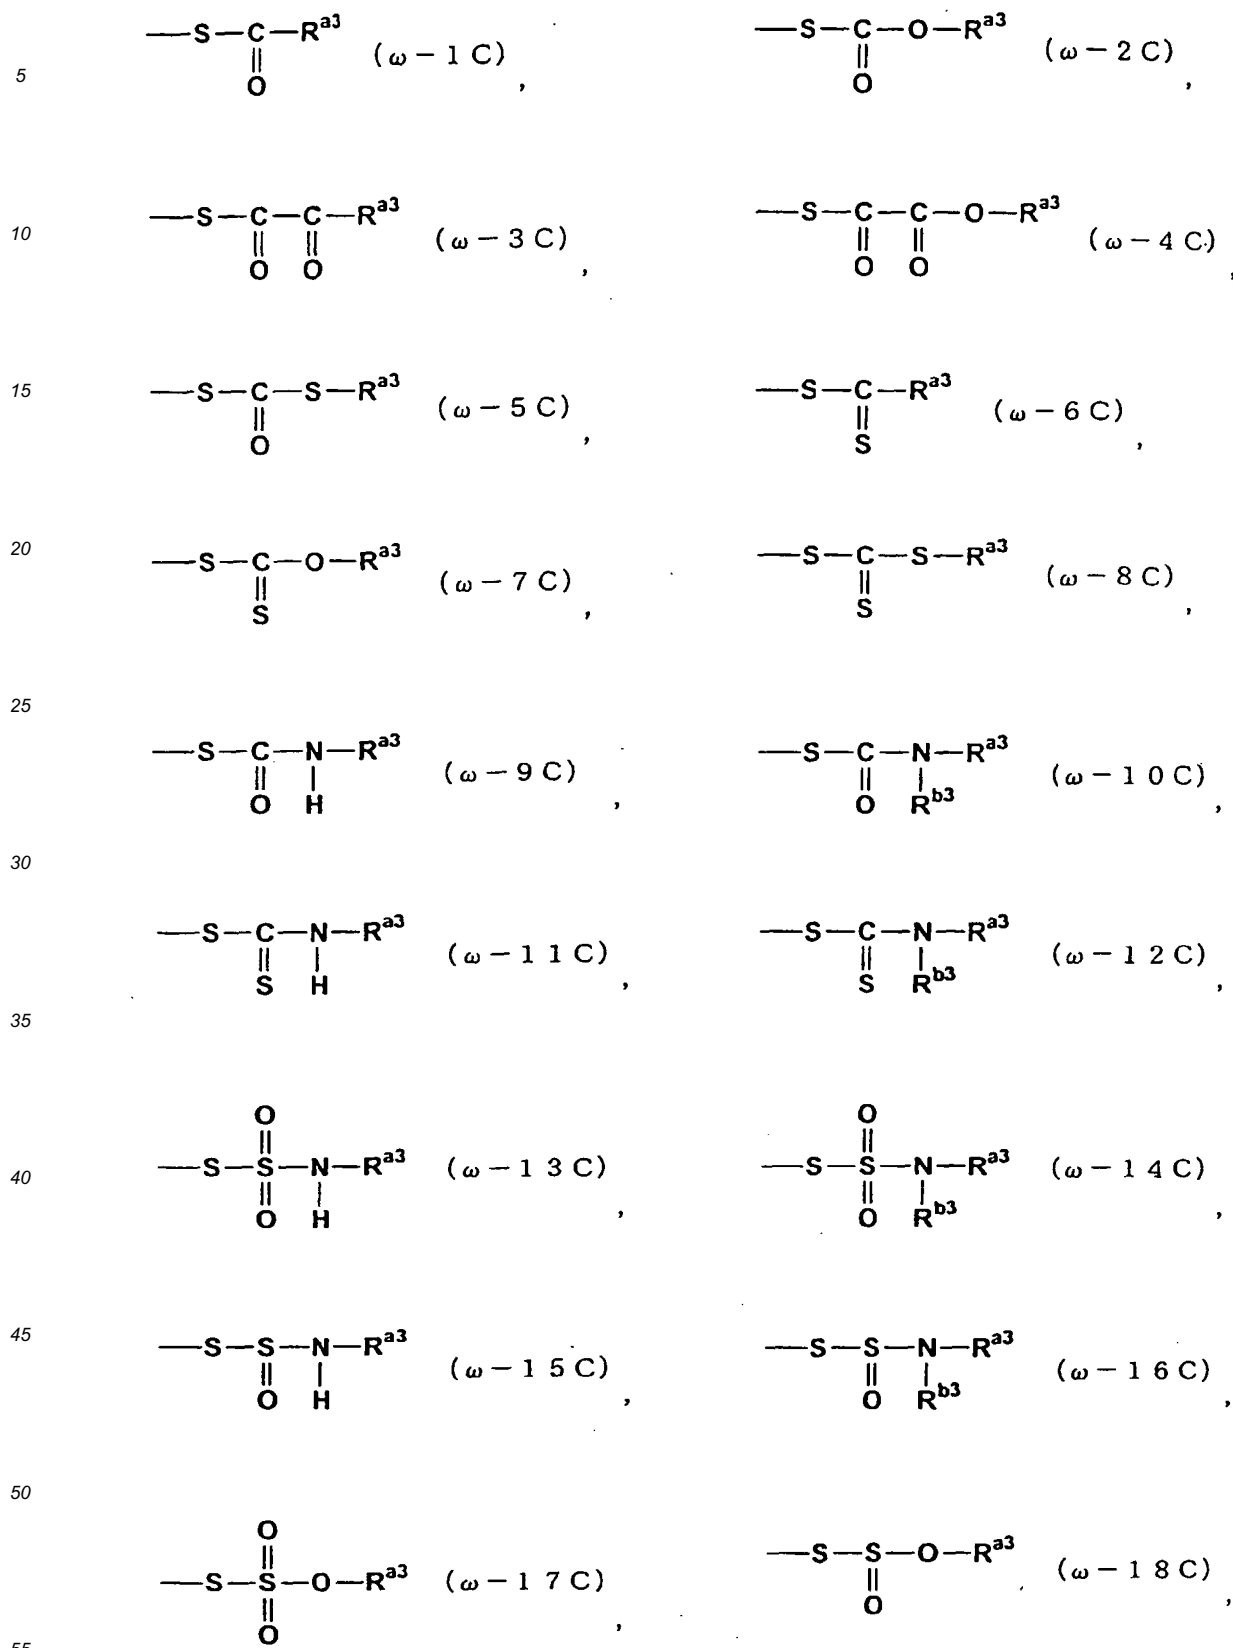 —S—C—R^a3 (ω−1C), —S—C—O—R^a3 (ω−2C),
5 || ||
O O
10 —S—C—C—R^a3 (ω−3C), —S—C—C—O—R^a3 (ω−4C),
|| || || ||
O O O O
15 —S—C—S—R^a3 (ω−5C), —S—C—R^a3 (ω−6C),
|| ||
O S
20 —S—C—O—R^a3 (ω−7C), —S—C—S—R^a3 (ω−8C),
|| ||
S S
25
—S—C—N—R^a3 (ω−9C), —S—C—N—R^a3 (ω−10C),
|| | || |
O H O R^b3
30
—S—C—N—R^a3 (ω−11C), —S—C—N—R^a3 (ω−12C),
|| | || |
S H S R^b3
35
O O
|| ||
40 —S—S—N—R^a3 (ω−13C), —S—S—N—R^a3 (ω−14C),
|| | || |
O H O R^b3
45 —S—S—N—R^a3 (ω−15C), —S—S—N—R^a3 (ω−16C),
|| | || |
O H O R^b3
50
O
||
—S—S—O—R^a3 (ω−17C), —S—S—O—R^a3 (ω−18C),
|| ||
O O
55